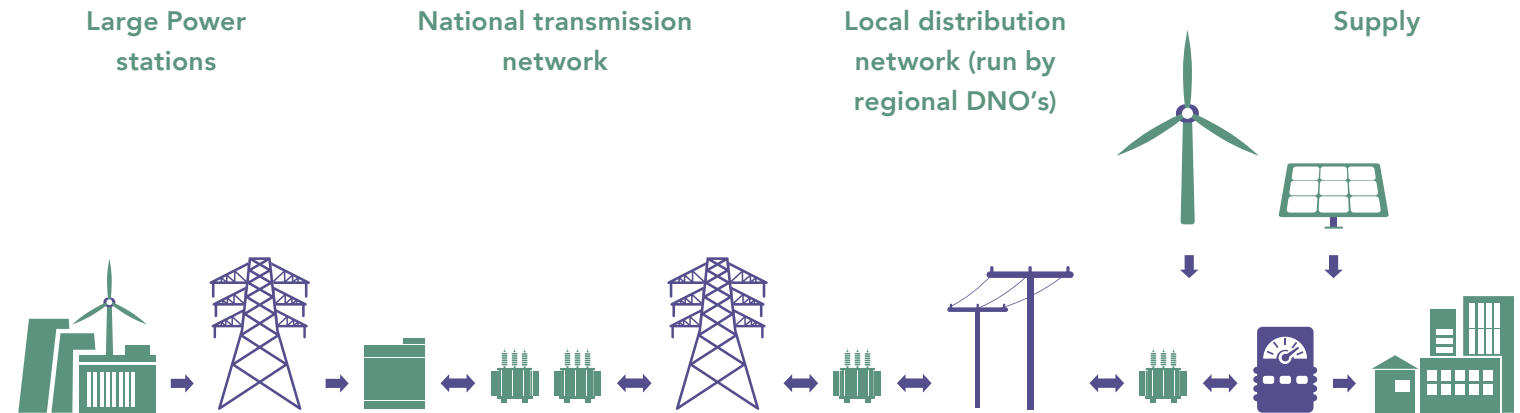 Large Power
stations
National transmission
network
Local distribution
network (run by
regional DNO’s)
Supply